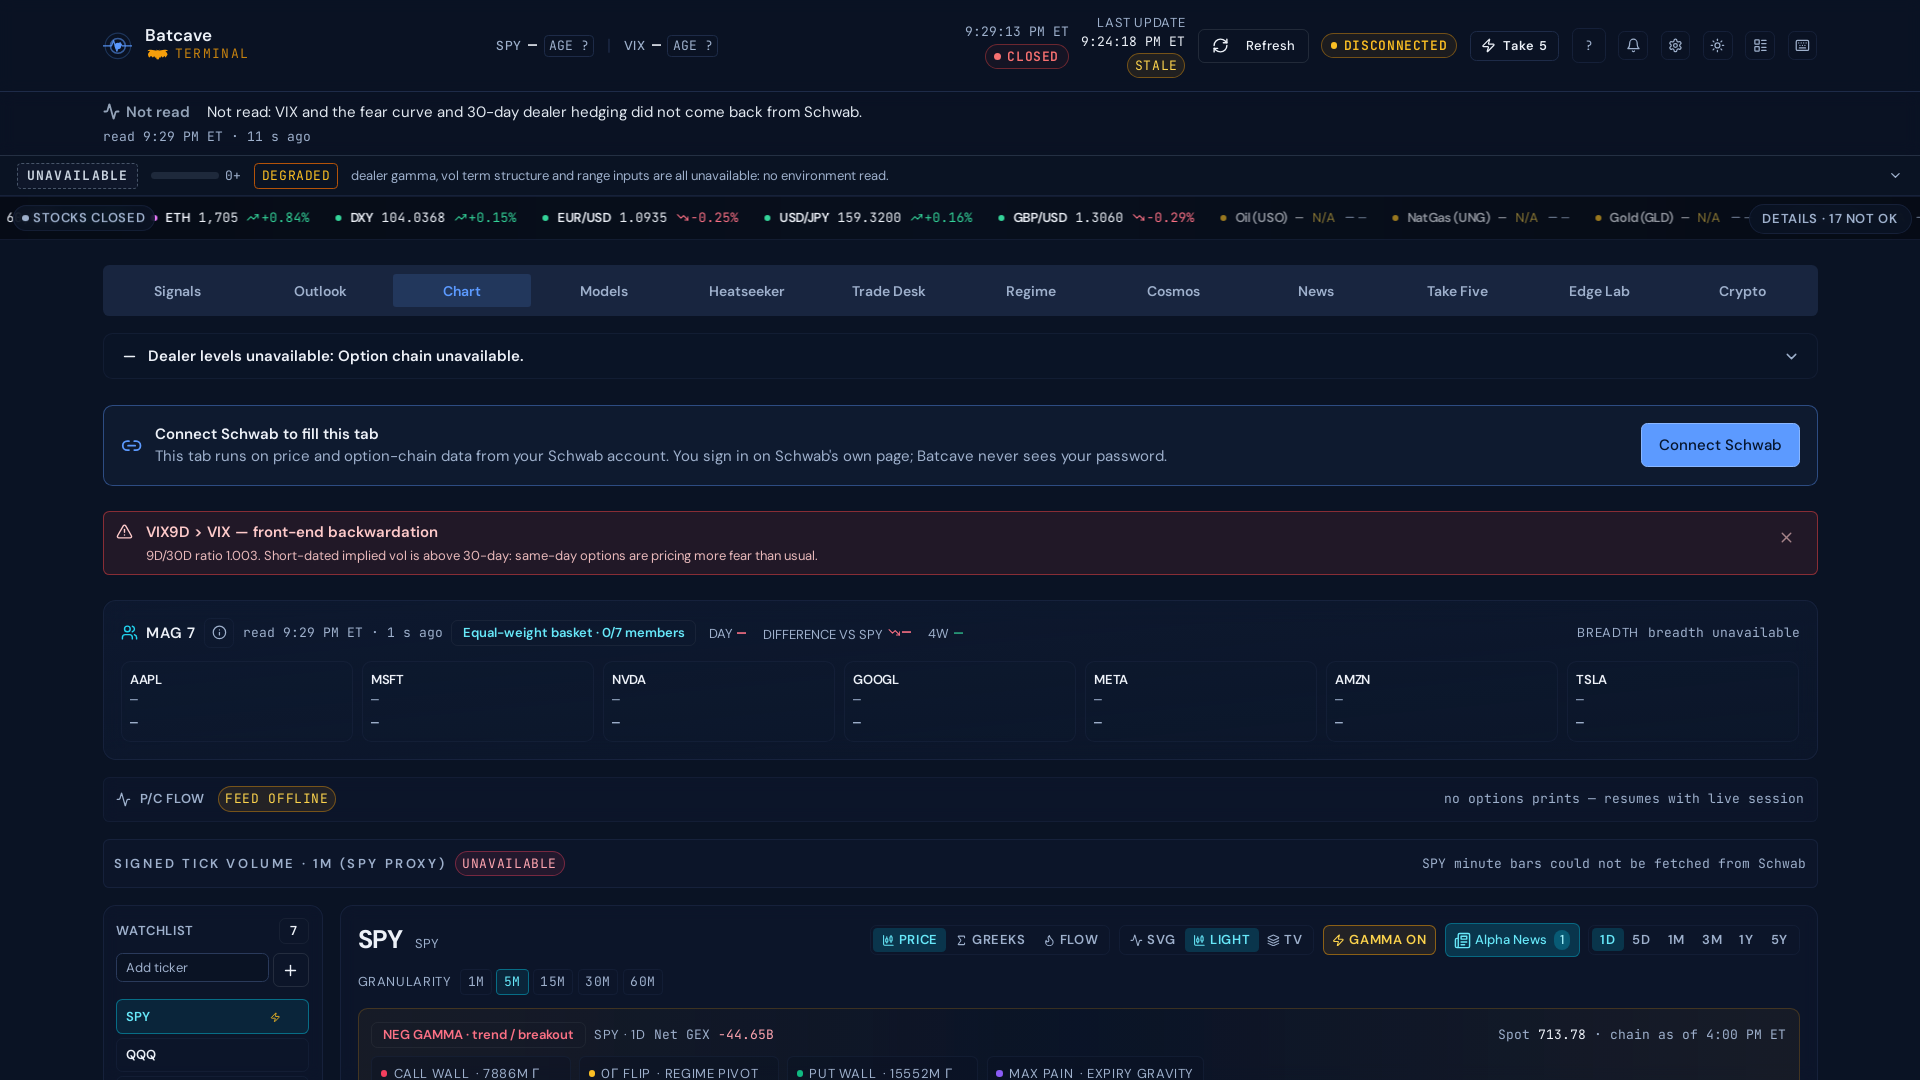 Batcave
TERMINAL
SPY — AGE ? | VIX — AGE ?
9:29:13 PM ET
CLOSED
LAST UPDATE
9:24:18 PM ET
STALE
Refresh
DISCONNECTED
Take 5
?
Not read Not read: VIX and the fear curve and 30-day dealer hedging did not come back from Schwab.
read 9:29 PM ET · 11 s ago
UNAVAILABLE 0+ DEGRADED dealer gamma, vol term structure and range inputs are all unavailable: no environment read.
6 STOCKS CLOSED ETH 1,705 +0.84% DXY 104.0368 +0.15% EUR/USD 1.0935 -0.25% USD/JPY 159.3200 +0.16% GBP/USD 1.3060 -0.29% Oil (USO) — N/A — — NatGas (UNG) — N/A — — Gold (GLD) — N/A — — DETAILS · 17 NOT OK
Signals Outlook Chart Models Heatseeker Trade Desk Regime Cosmos News Take Five Edge Lab Crypto
— Dealer levels unavailable: Option chain unavailable.
Connect Schwab to fill this tab
This tab runs on price and option-chain data from your Schwab account. You sign in on Schwab's own page; Batcave never sees your password.
Connect Schwab
VIX9D > VIX — front-end backwardation
9D/30D ratio 1.003. Short-dated implied vol is above 30-day: same-day options are pricing more fear than usual.
MAG 7 read 9:29 PM ET · 1 s ago Equal-weight basket · 0/7 members DAY — DIFFERENCE VS SPY — 4W — BREADTH breadth unavailable
AAPL MSFT NVDA GOOGL META AMZN TSLA
— — — — — — —
— — — — — — —
P/C FLOW FEED OFFLINE no options prints — resumes with live session
SIGNED TICK VOLUME · 1M (SPY PROXY) UNAVAILABLE SPY minute bars could not be fetched from Schwab
WATCHLIST 7
Add ticker +
SPY
QQQ
SPY SPY PRICE GREEKS FLOW SVG LIGHT TV GAMMA ON Alpha News 1 1D 5D 1M 3M 1Y 5Y
GRANULARITY 1M 5M 15M 30M 60M
NEG GAMMA · trend / breakout SPY · 1D Net GEX -44.65B Spot 713.78 · chain as of 4:00 PM ET
CALL WALL · 7886M Γ 0Γ FLIP · REGIME PIVOT PUT WALL · 15552M Γ MAX PAIN · EXPIRY GRAVITY